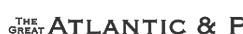 THE GREAT ATLANTIC & P